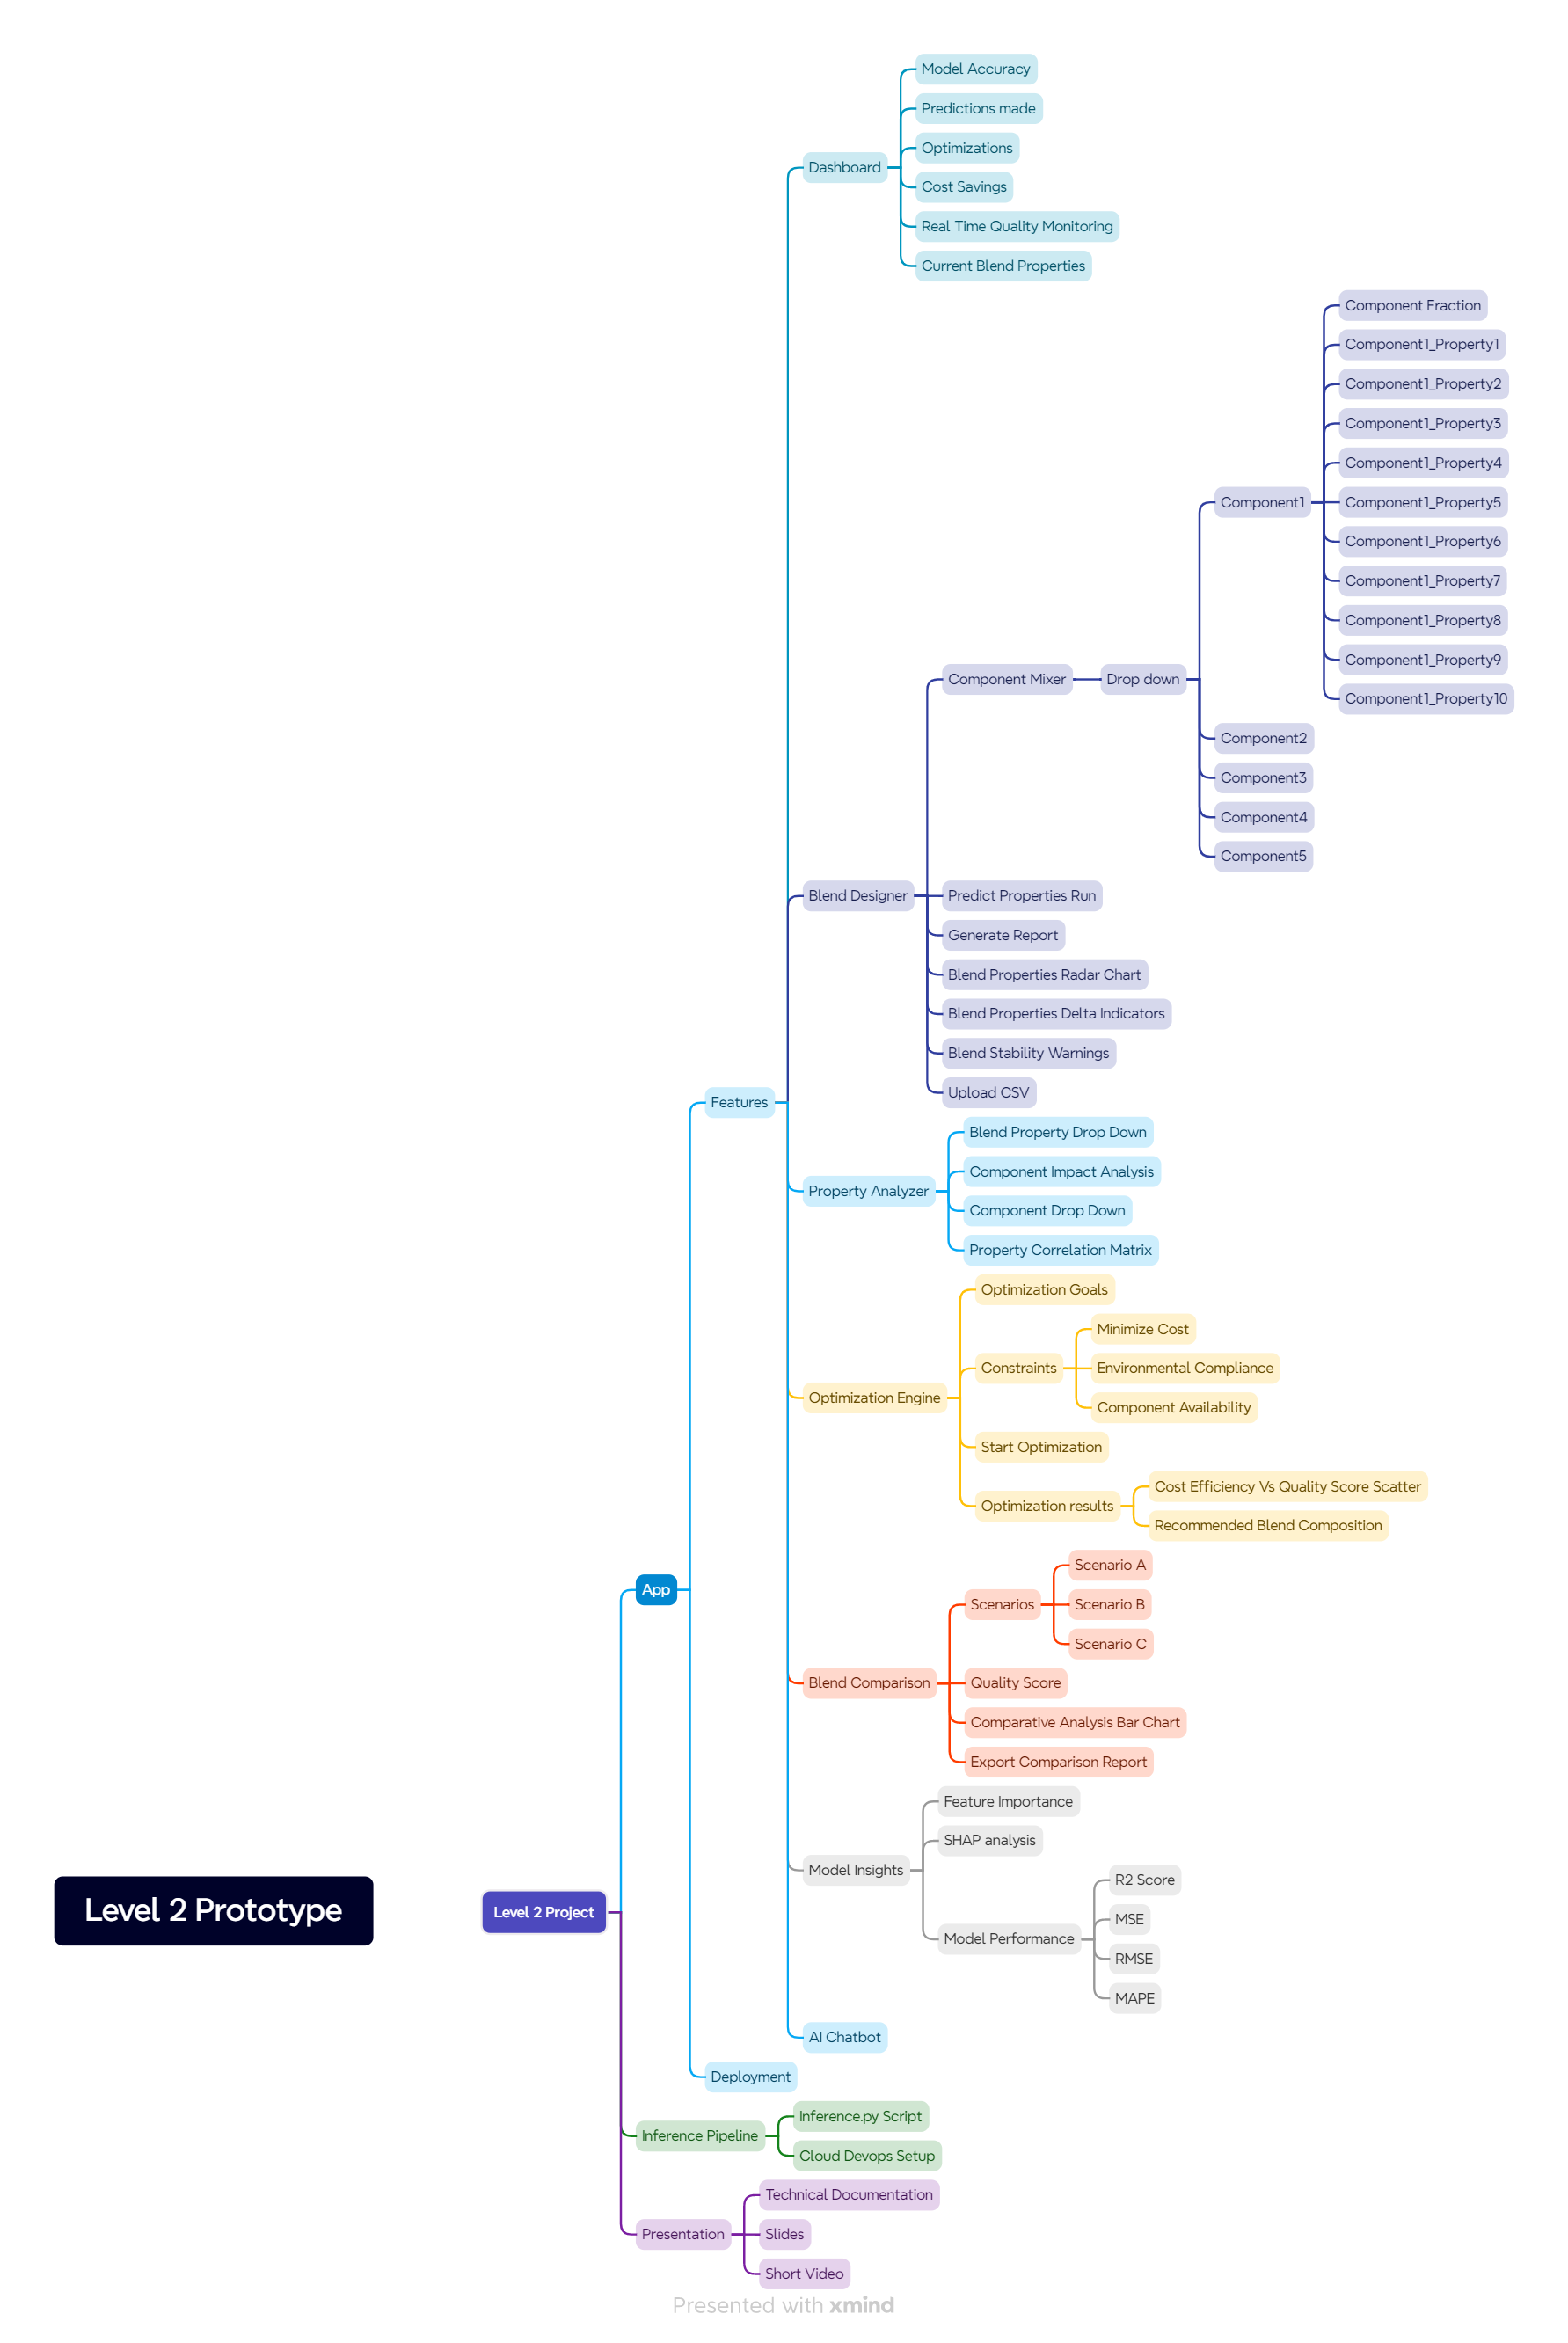 Level 2 Prototype
Level 2 Project
App
Features
Dashboard
Model Accuracy
Predictions made
Optimizations
Cost Savings
Real Time Quality Monitoring
Current Blend Properties
Blend Designer
Component Mixer
Drop down
Component1
Component Fraction
Component1_Property1
Component1_Property2
Component1_Property3
Component1_Property4
Component1_Property5
Component1_Property6
Component1_Property7
Component1_Property8
Component1_Property9
Component1_Property10
Component2
Component3
Component4
Component5
Predict Properties Run
Generate Report
Blend Properties Radar Chart
Blend Properties Delta Indicators
Blend Stability Warnings
Upload CSV
Property Analyzer
Blend Property Drop Down
Component Impact Analysis
Component Drop Down
Property Correlation Matrix
Optimization Engine
Optimization Goals
Constraints
Minimize Cost
Environmental Compliance
Component Availability
Start Optimization
Optimization results
Cost Efficiency Vs Quality Score Scatter
Recommended Blend Composition
Blend Comparison
Scenarios
Scenario A
Scenario B
Scenario C
Quality Score
Comparative Analysis Bar Chart
Export Comparison Report
Model Insights
Feature Importance
SHAP analysis
Model Performance
R2 Score
MSE
RMSE
MAPE
AI Chatbot
Deployment
Inference Pipeline
Inference.py Script
Cloud Devops Setup
Presentation
Technical Documentation
Slides
Short Video
Presented with xmind